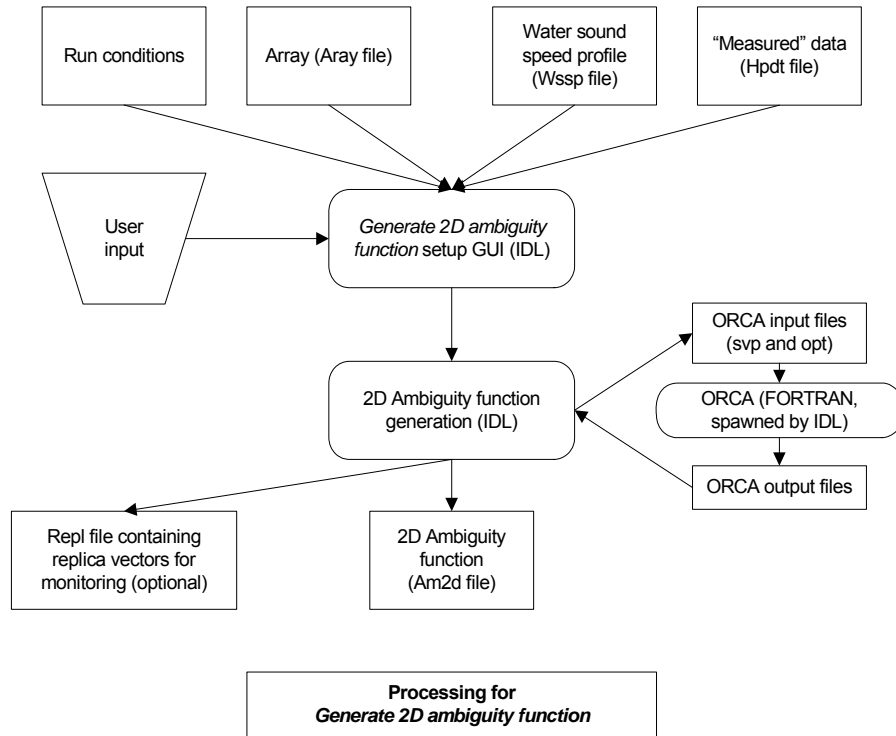 Run conditions
Array (Aray file)
Water sound
speed profile
(Wssp file)
“Measured” data
(Hpdt file)
User
input
Generate 2D ambiguity
function setup GUI (IDL)
2D Ambiguity function
generation (IDL)
ORCA input files
(svp and opt)
ORCA (FORTRAN,
spawned by IDL)
ORCA output files
Repl file containing
replica vectors for
monitoring (optional)
2D Ambiguity
function
(Am2d file)
Processing for
Generate 2D ambiguity function